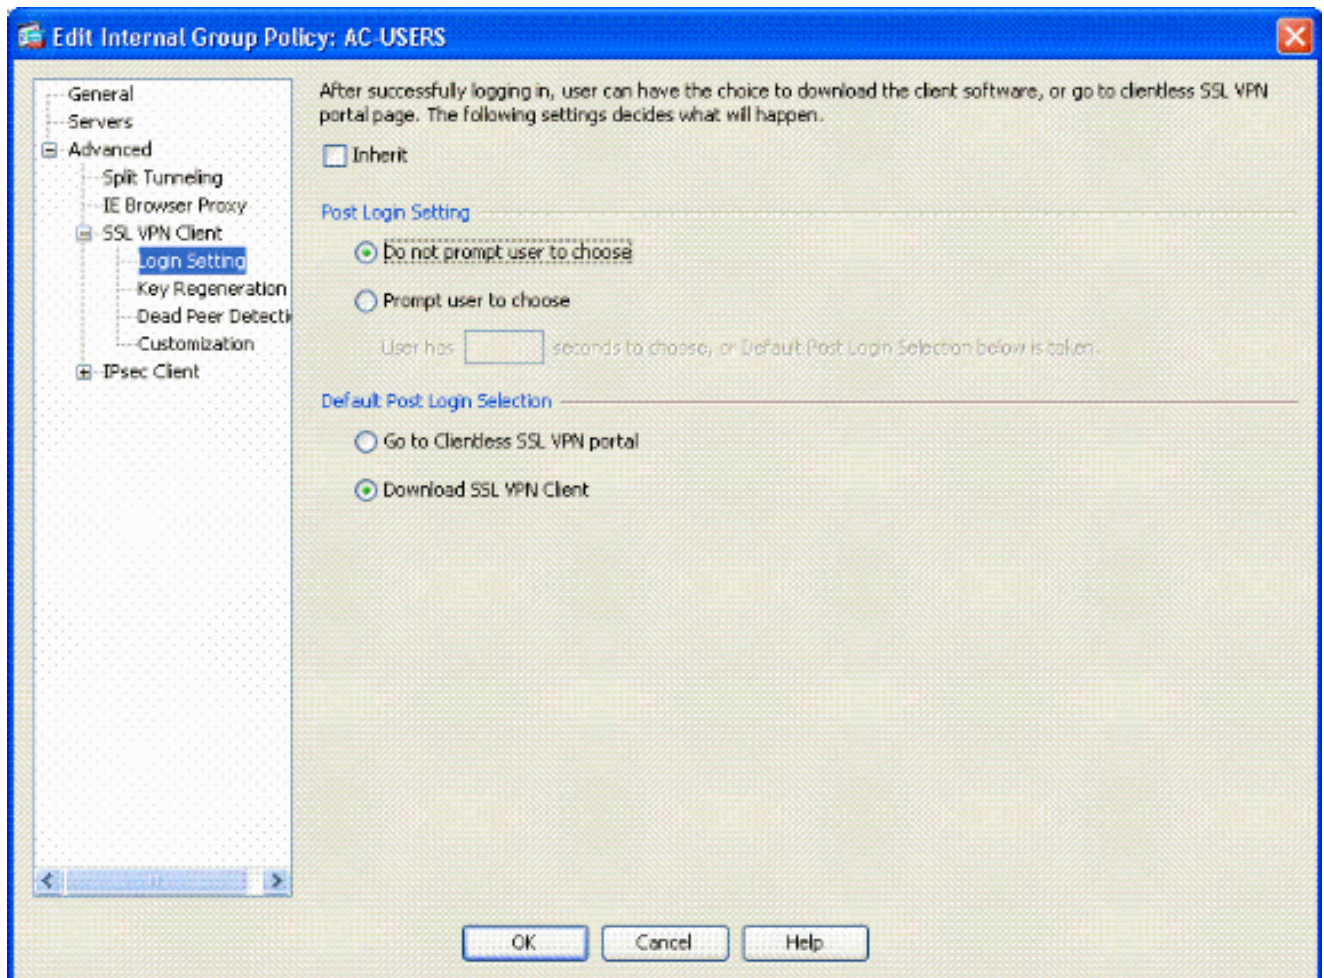 Edit Internal Group Policy: AC-USERS
General
Servers
Advanced
Split Tunneling
IE Browser Proxy
SSL VPN Client
Login Setting
Key Regeneration
Dead Peer Detecti
Customization
IPsec Client
After successfully logging in, user can have the choice to download the client software, or go to clientless SSL VPN
portal page. The following settings decides what will happen.
Inherit
Post Login Setting
Do not prompt user to choose
Prompt user to choose
User has seconds to choose, or Default Post Login Selection below is taken.
Default Post Login Selection
Go to Clientless SSL VPN portal
Download SSL VPN Client
OK Cancel Help